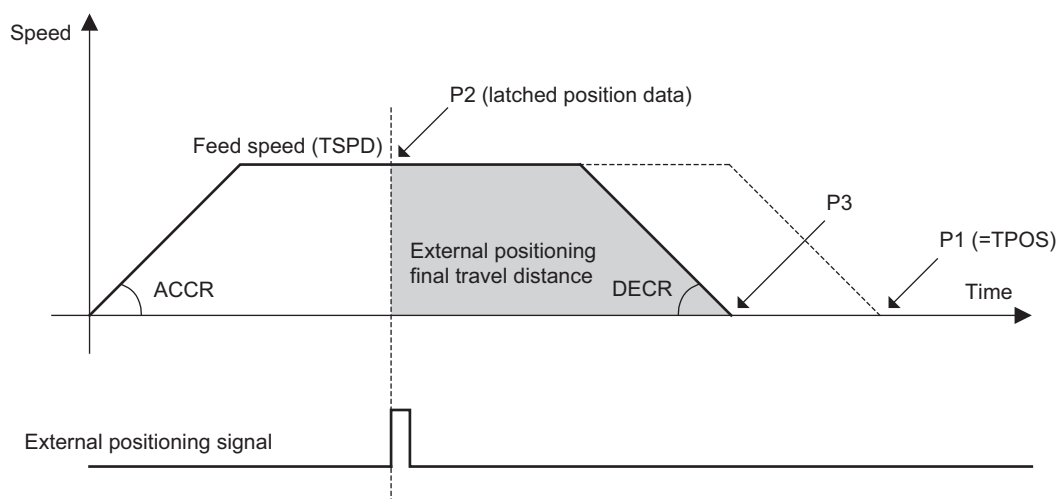 Speed
P2 (latched position data)
Feed speed (TSPD)
P3
P1 (=TPOS)
External positioning
final travel distance
ACCR
DECR
Time
External positioning signal